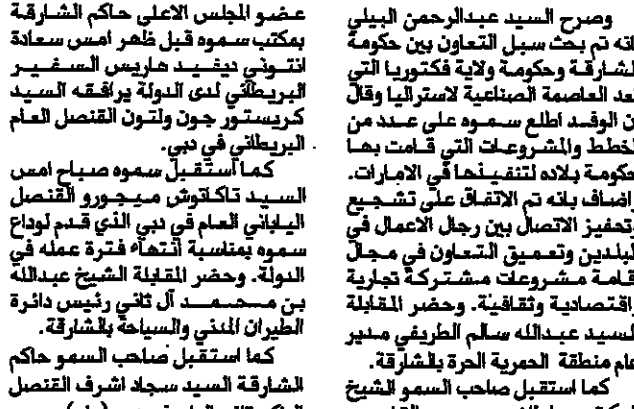 وصرح السيد عبدالرحمن البيلي
بانه تم بحث سبل التعاون بين حكومة
الشارقة وحكومة ولاية فكتوريا التي
تعد العاصمة الصناعية لاستراليا وقال
ان الوفد اطلع سموه على عدد من
الخطط والمشروعات التي قامت بها
حكومة بلاده لتنفيذها في الامارات.
واضاف بانه تم الاتفاق على تشجيع
وتحفيز الاتصال بين رجال الاعمال في
البلدين وتعميق التعاون في مجال
اقامة مشروعات مشتركة تجارية
واقتصادية وثقافية. وحضر المقابلة
السيد عبدالله سالم الطريفي مدير
عام منطقة الحمرية الحرة بالشارقة.
كما استقبل صاحب السمو الشيخ
عضو المجلس الاعلى حاكم الشارقة
بمكتب سموه قبل ظهر امس سعادة
انتوني ديفيد هاريس السفير
البريطاني لدى الدولة يرافقه السيد
كريستور جون ولتون القنصل العام
البريطاني في دبي.
كما استقبل سموه صباح امس
السيد تاكاتوش ميجورو القنصل
الياباني العام في دبي الذي قدم لوداع
سموه بمناسبة انتهاء فترة عمله في
الدولة. وحضر المقابلة الشيخ عبدالله
بن محمد آل ثاني رئيس دائرة
الطيران المدني والسياحة بالشارقة.
كما استقبل صاحب السمو حاكم
الشارقة السيد سجاد اشرف القنصل